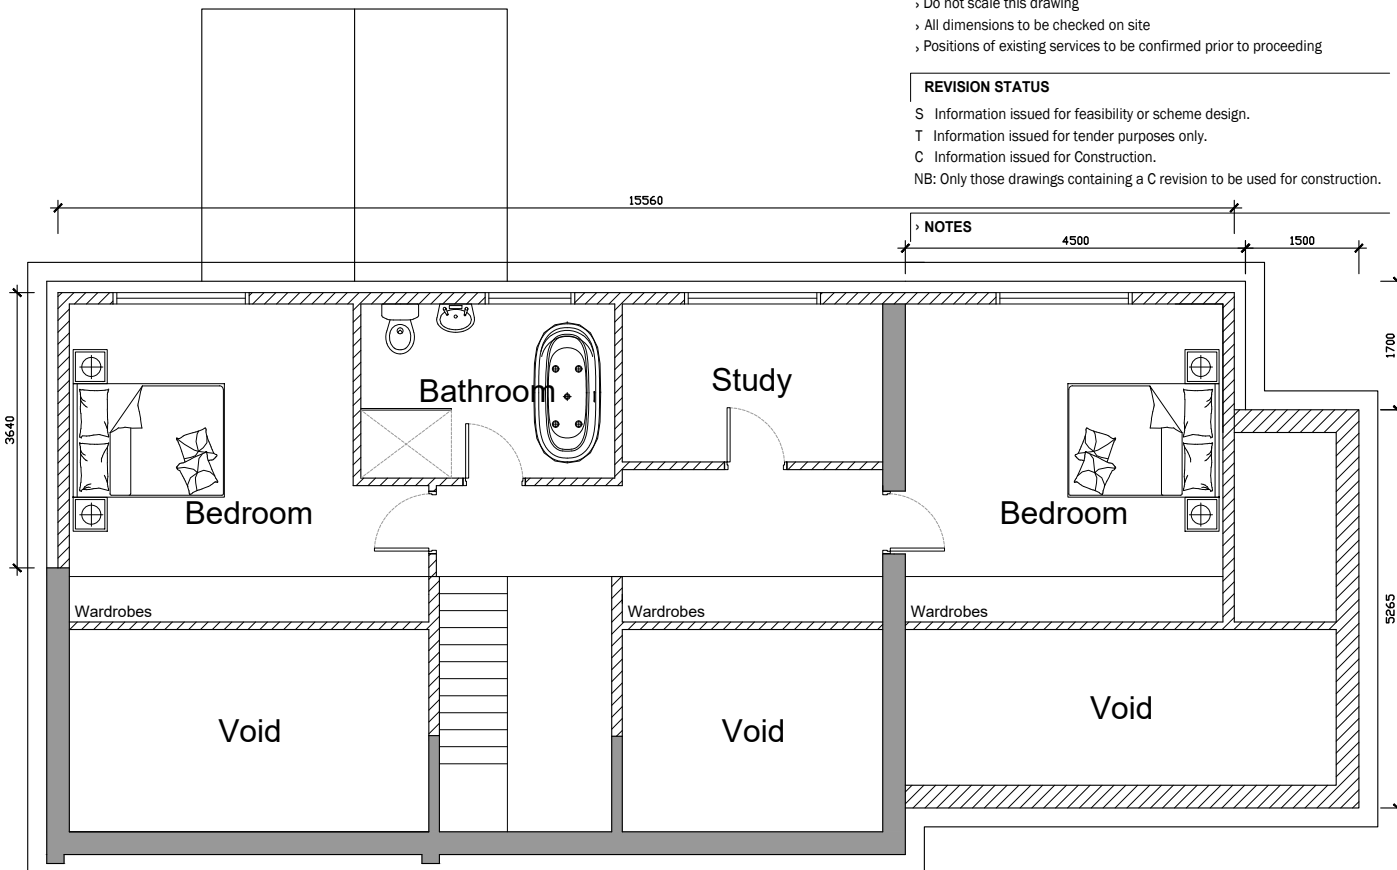 › Do not scale this drawing
› All dimensions to be checked on site
› Positions of existing services to be confirmed prior to proceeding
REVISION STATUS
S Information issued for feasibility or scheme design.
T Information issued for tender purposes only.
C Information issued for Construction.
NB: Only those drawings containing a C revision to be used for construction.
› NOTES
15560
4500
1500
1700
3640
5265
Bathroom
Study
Bedroom
Bedroom
Wardrobes
Wardrobes
Wardrobes
Void
Void
Void